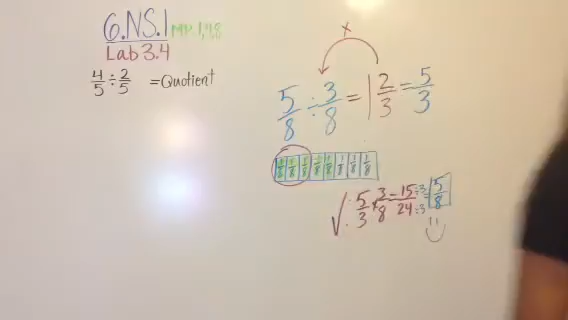 6.NS.1 MP 1,4,8
Lab 3.4
4/5 ÷ 2/5 = Quotient
x
5/8 ÷ 3/8 = 1 2/3 = 5/3
1/8 1/8 1/8 1/8 1/8 1/8 1/8 1/8
√: 5/3 x 3/8 = 15/24 ÷3/÷3 = 5/8